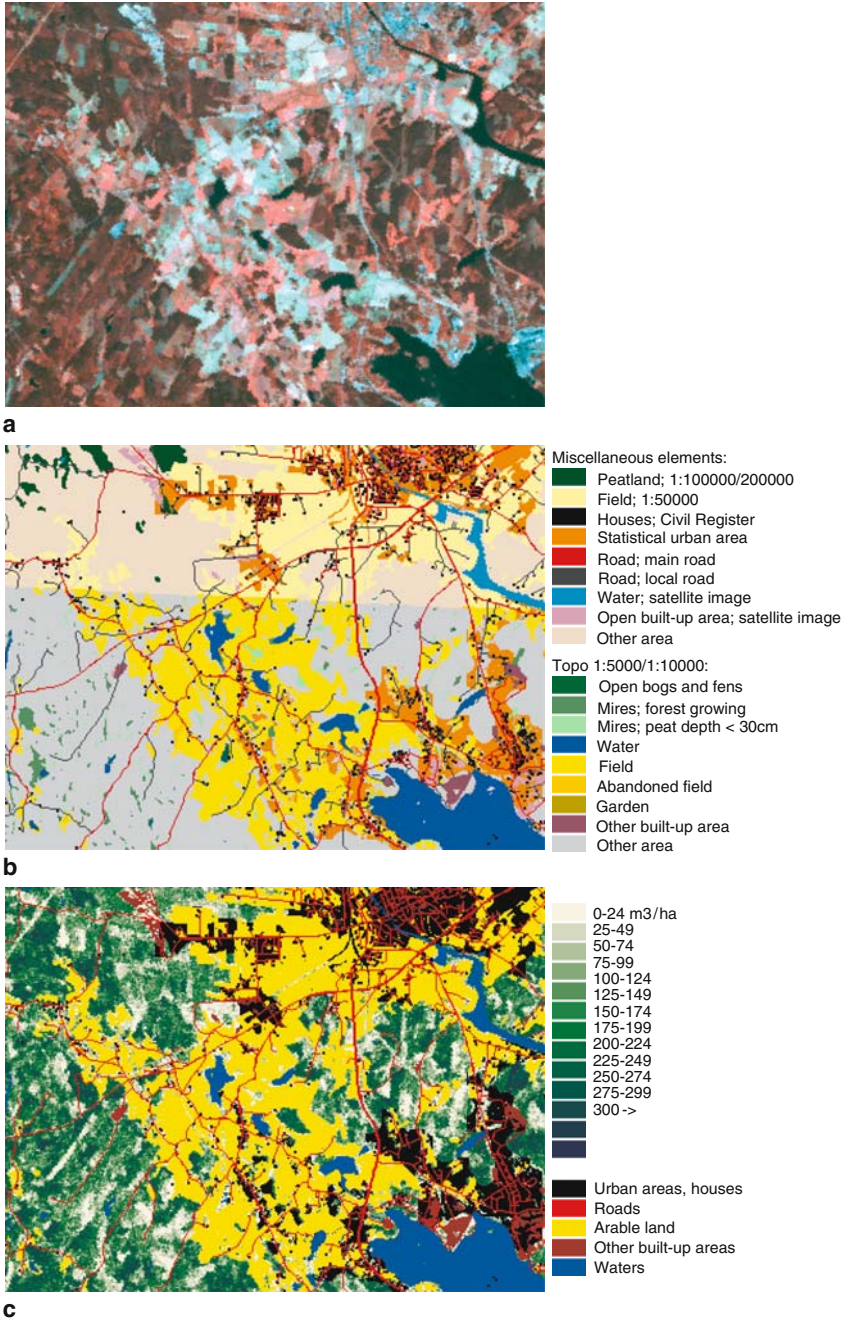 a
Miscellaneous elements:
Peatland; 1:100000/200000
Field; 1:50000
Houses; Civil Register
Statistical urban area
Road; main road
Road; local road
Water; satellite image
Open built-up area; satellite image
Other area
Topo 1:5000/1:10000:
Open bogs and fens
Mires; forest growing
Mires; peat depth < 30cm
Water
Field
Abandoned field
Garden
Other built-up area
Other area
b
0-24 m3/ha
25-49
50-74
75-99
100-124
125-149
150-174
175-199
200-224
225-249
250-274
275-299
300 ->
Urban areas, houses
Roads
Arable land
Other built-up areas
Waters
c